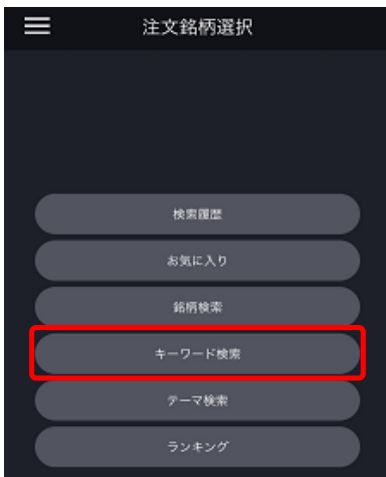 注文銘柄選択
検索履歴
お気に入り
銘柄検索
キーワード検索
テーマ検索
ランキング